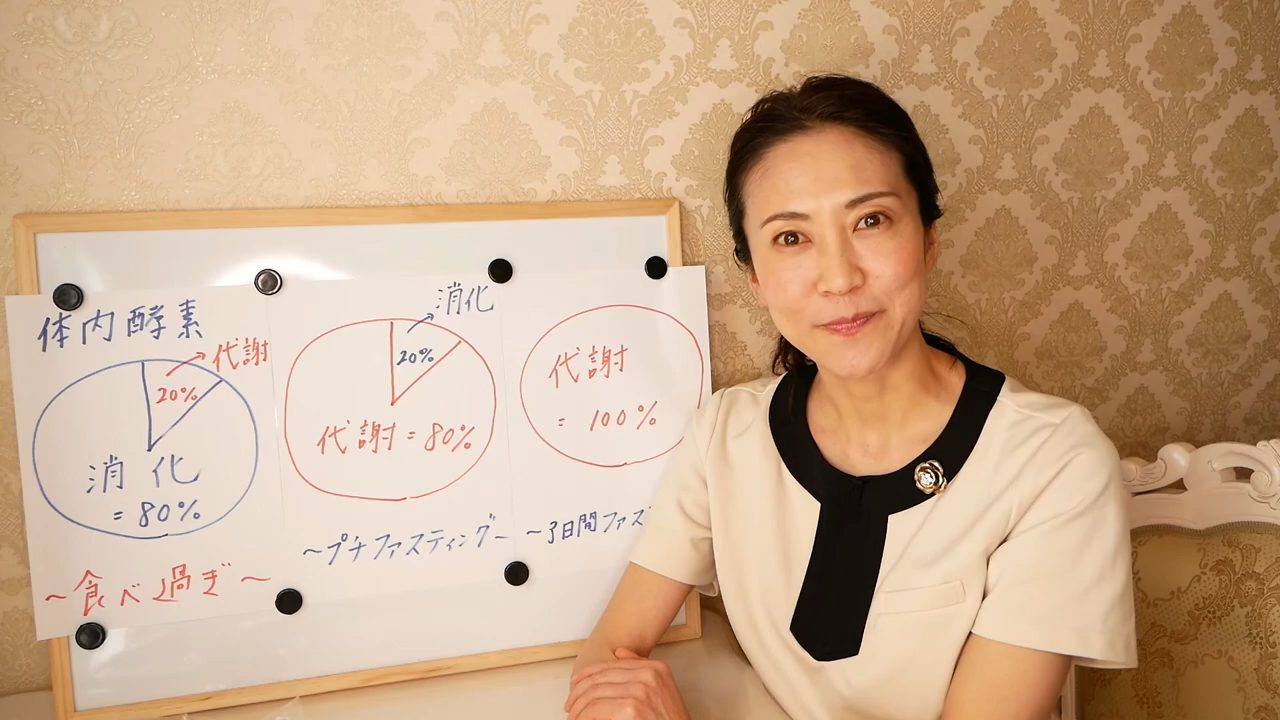 体内酵素
代謝
20%
消化
= 80%
~食べ過ぎ~
消化
20%
代謝 = 80%
~プチファスティング~
代謝
= 100%
~3日間ファス